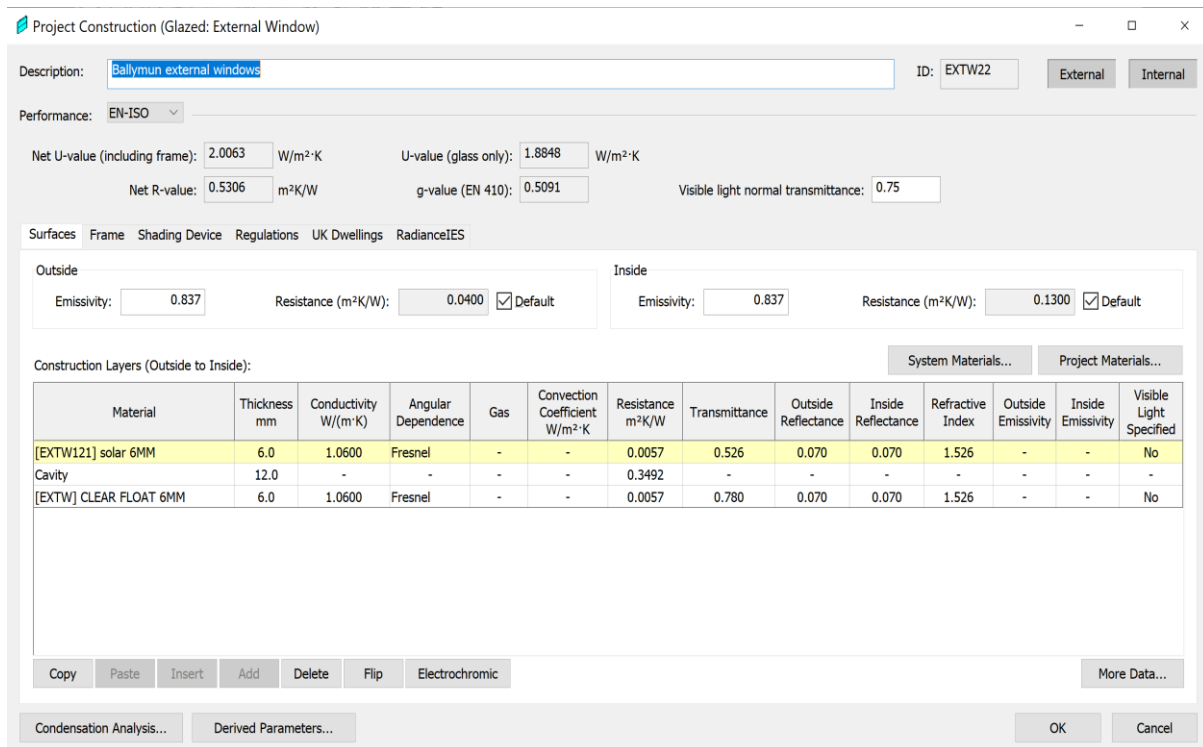 Project Construction (Glazed: External Window)
Description: Ballymun external windows ID: EXTW22 External Internal
Performance: EN-ISO
Net U-value (including frame): 2.0063 W/m²·K U-value (glass only): 1.8848 W/m²·K
Net R-value: 0.5306 m²K/W g-value (EN 410): 0.5091 Visible light normal transmittance: 0.75
Surfaces Frame Shading Device Regulations UK Dwellings RadianceIES
Outside Inside
Emissivity: 0.837 Resistance (m²K/W): 0.0400 Default Emissivity: 0.837 Resistance (m²K/W): 0.1300 Default
Construction Layers (Outside to Inside): System Materials... Project Materials...
Material Thickness mm Conductivity W/(m·K) Angular Dependence Gas Convection Coefficient W/m²·K Resistance m²K/W Transmittance Outside Reflectance Inside Reflectance Refractive Index Outside Emissivity Inside Emissivity Visible Light Specified
[EXTW121] solar 6MM 6.0 1.0600 Fresnel - - 0.0057 0.526 0.070 0.070 1.526 - - No
Cavity 12.0 - - - - 0.3492 - - - - - - -
[EXTW] CLEAR FLOAT 6MM 6.0 1.0600 Fresnel - - 0.0057 0.780 0.070 0.070 1.526 - - No
Copy Paste Insert Add Delete Flip Electrochromic More Data...
Condensation Analysis... Derived Parameters... OK Cancel